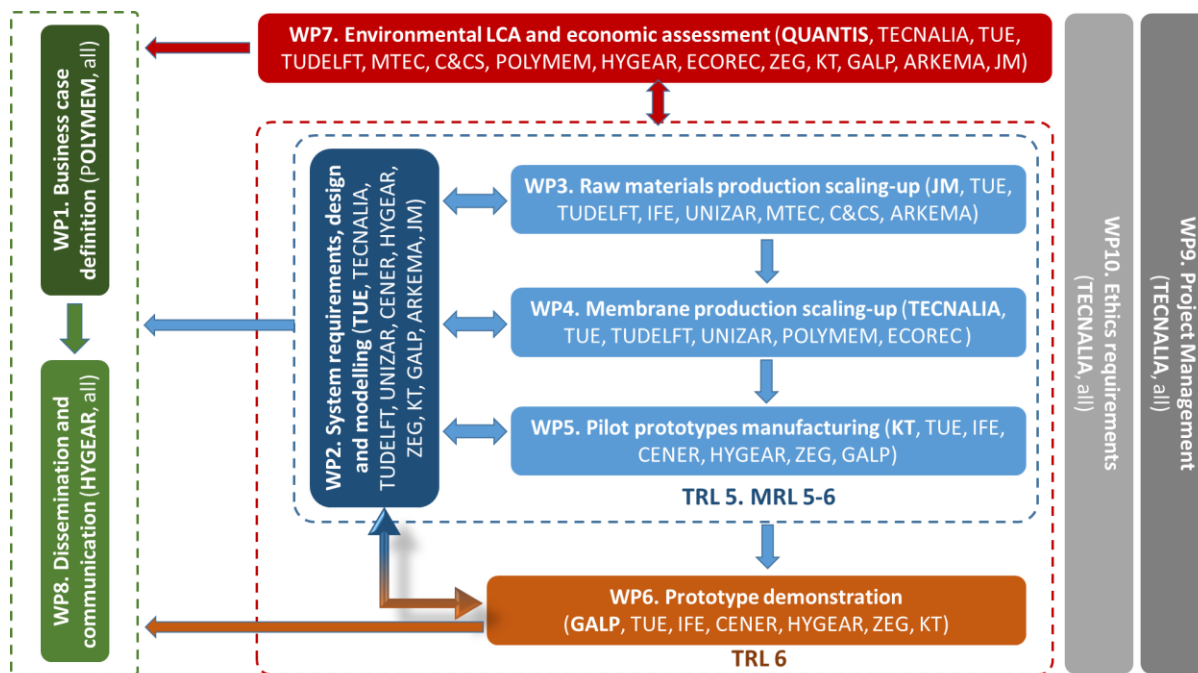 WP1. Business case
definition (POLYMEM, all)
WP8. Dissemination and
communication (HYGEAR, all)
WP7. Environmental LCA and economic assessment (QUANTIS, TECNALIA, TUE,
TUDELFT, MTEC, C&CS, POLYMEM, HYGEAR, ECOREC, ZEG, KT, GALP, ARKEMA, JM)
WP2. System requirements, design
and modelling (TUE, TECNALIA,
TUDELFT, UNIZAR, CENER, HYGEAR,
ZEG, KT, GALP, ARKEMA, JM)
WP3. Raw materials production scaling-up (JM, TUE,
TUDELFT, IFE, UNIZAR, MTEC, C&CS, ARKEMA)
WP4. Membrane production scaling-up (TECNALIA,
TUE, TUDELFT, UNIZAR, POLYMEM, ECOREC)
WP5. Pilot prototypes manufacturing (KT, TUE, IFE,
CENER, HYGEAR, ZEG, GALP)
TRL 5. MRL 5-6
WP6. Prototype demonstration
(GALP, TUE, IFE, CENER, HYGEAR, ZEG, KT)
TRL 6
WP10. Ethics requirements
(TECNALIA, all)
WP9. Project Management
(TECNALIA, all)